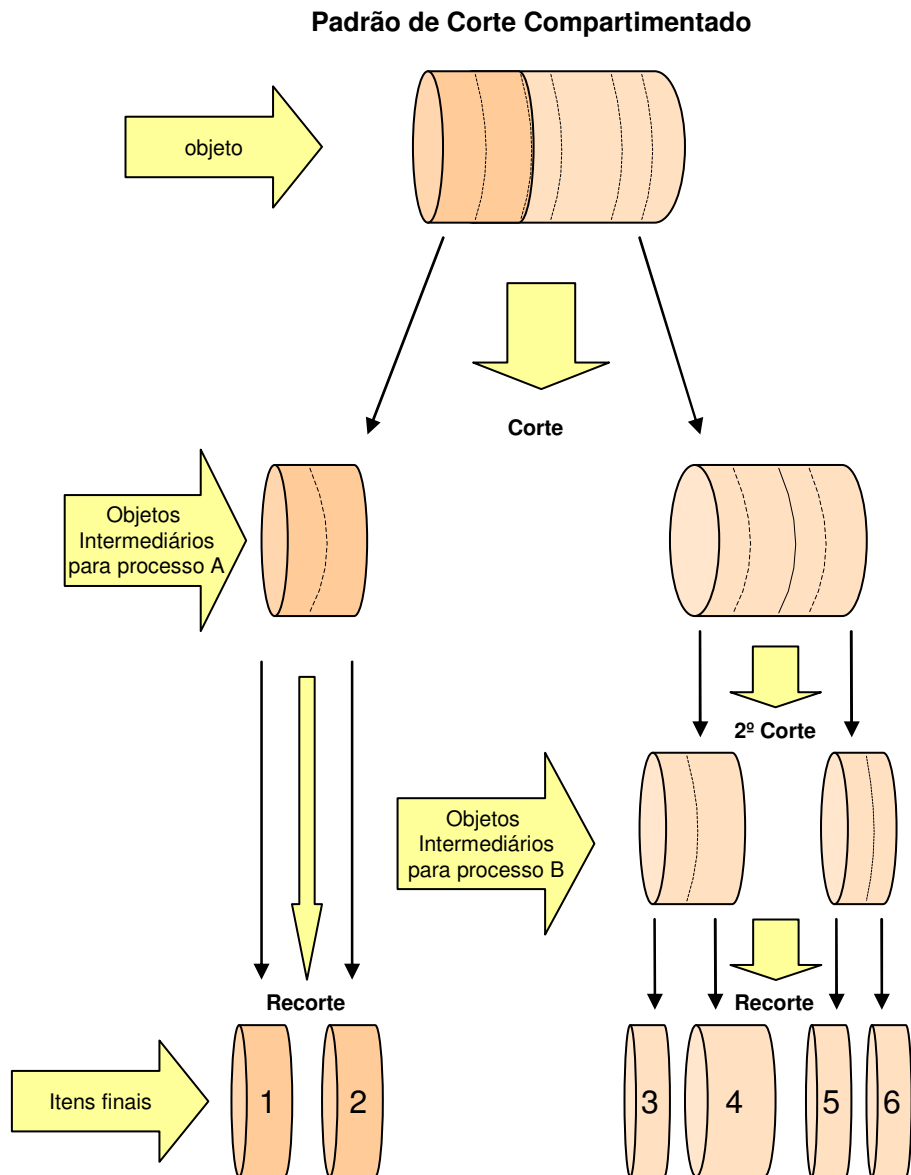 Padrão de Corte Compartimentado
objeto
Corte
Objetos
Intermediários
para processo A
2º Corte
Objetos
Intermediários
para processo B
Recorte
Recorte
Itens finais
1
2
3
4
5
6